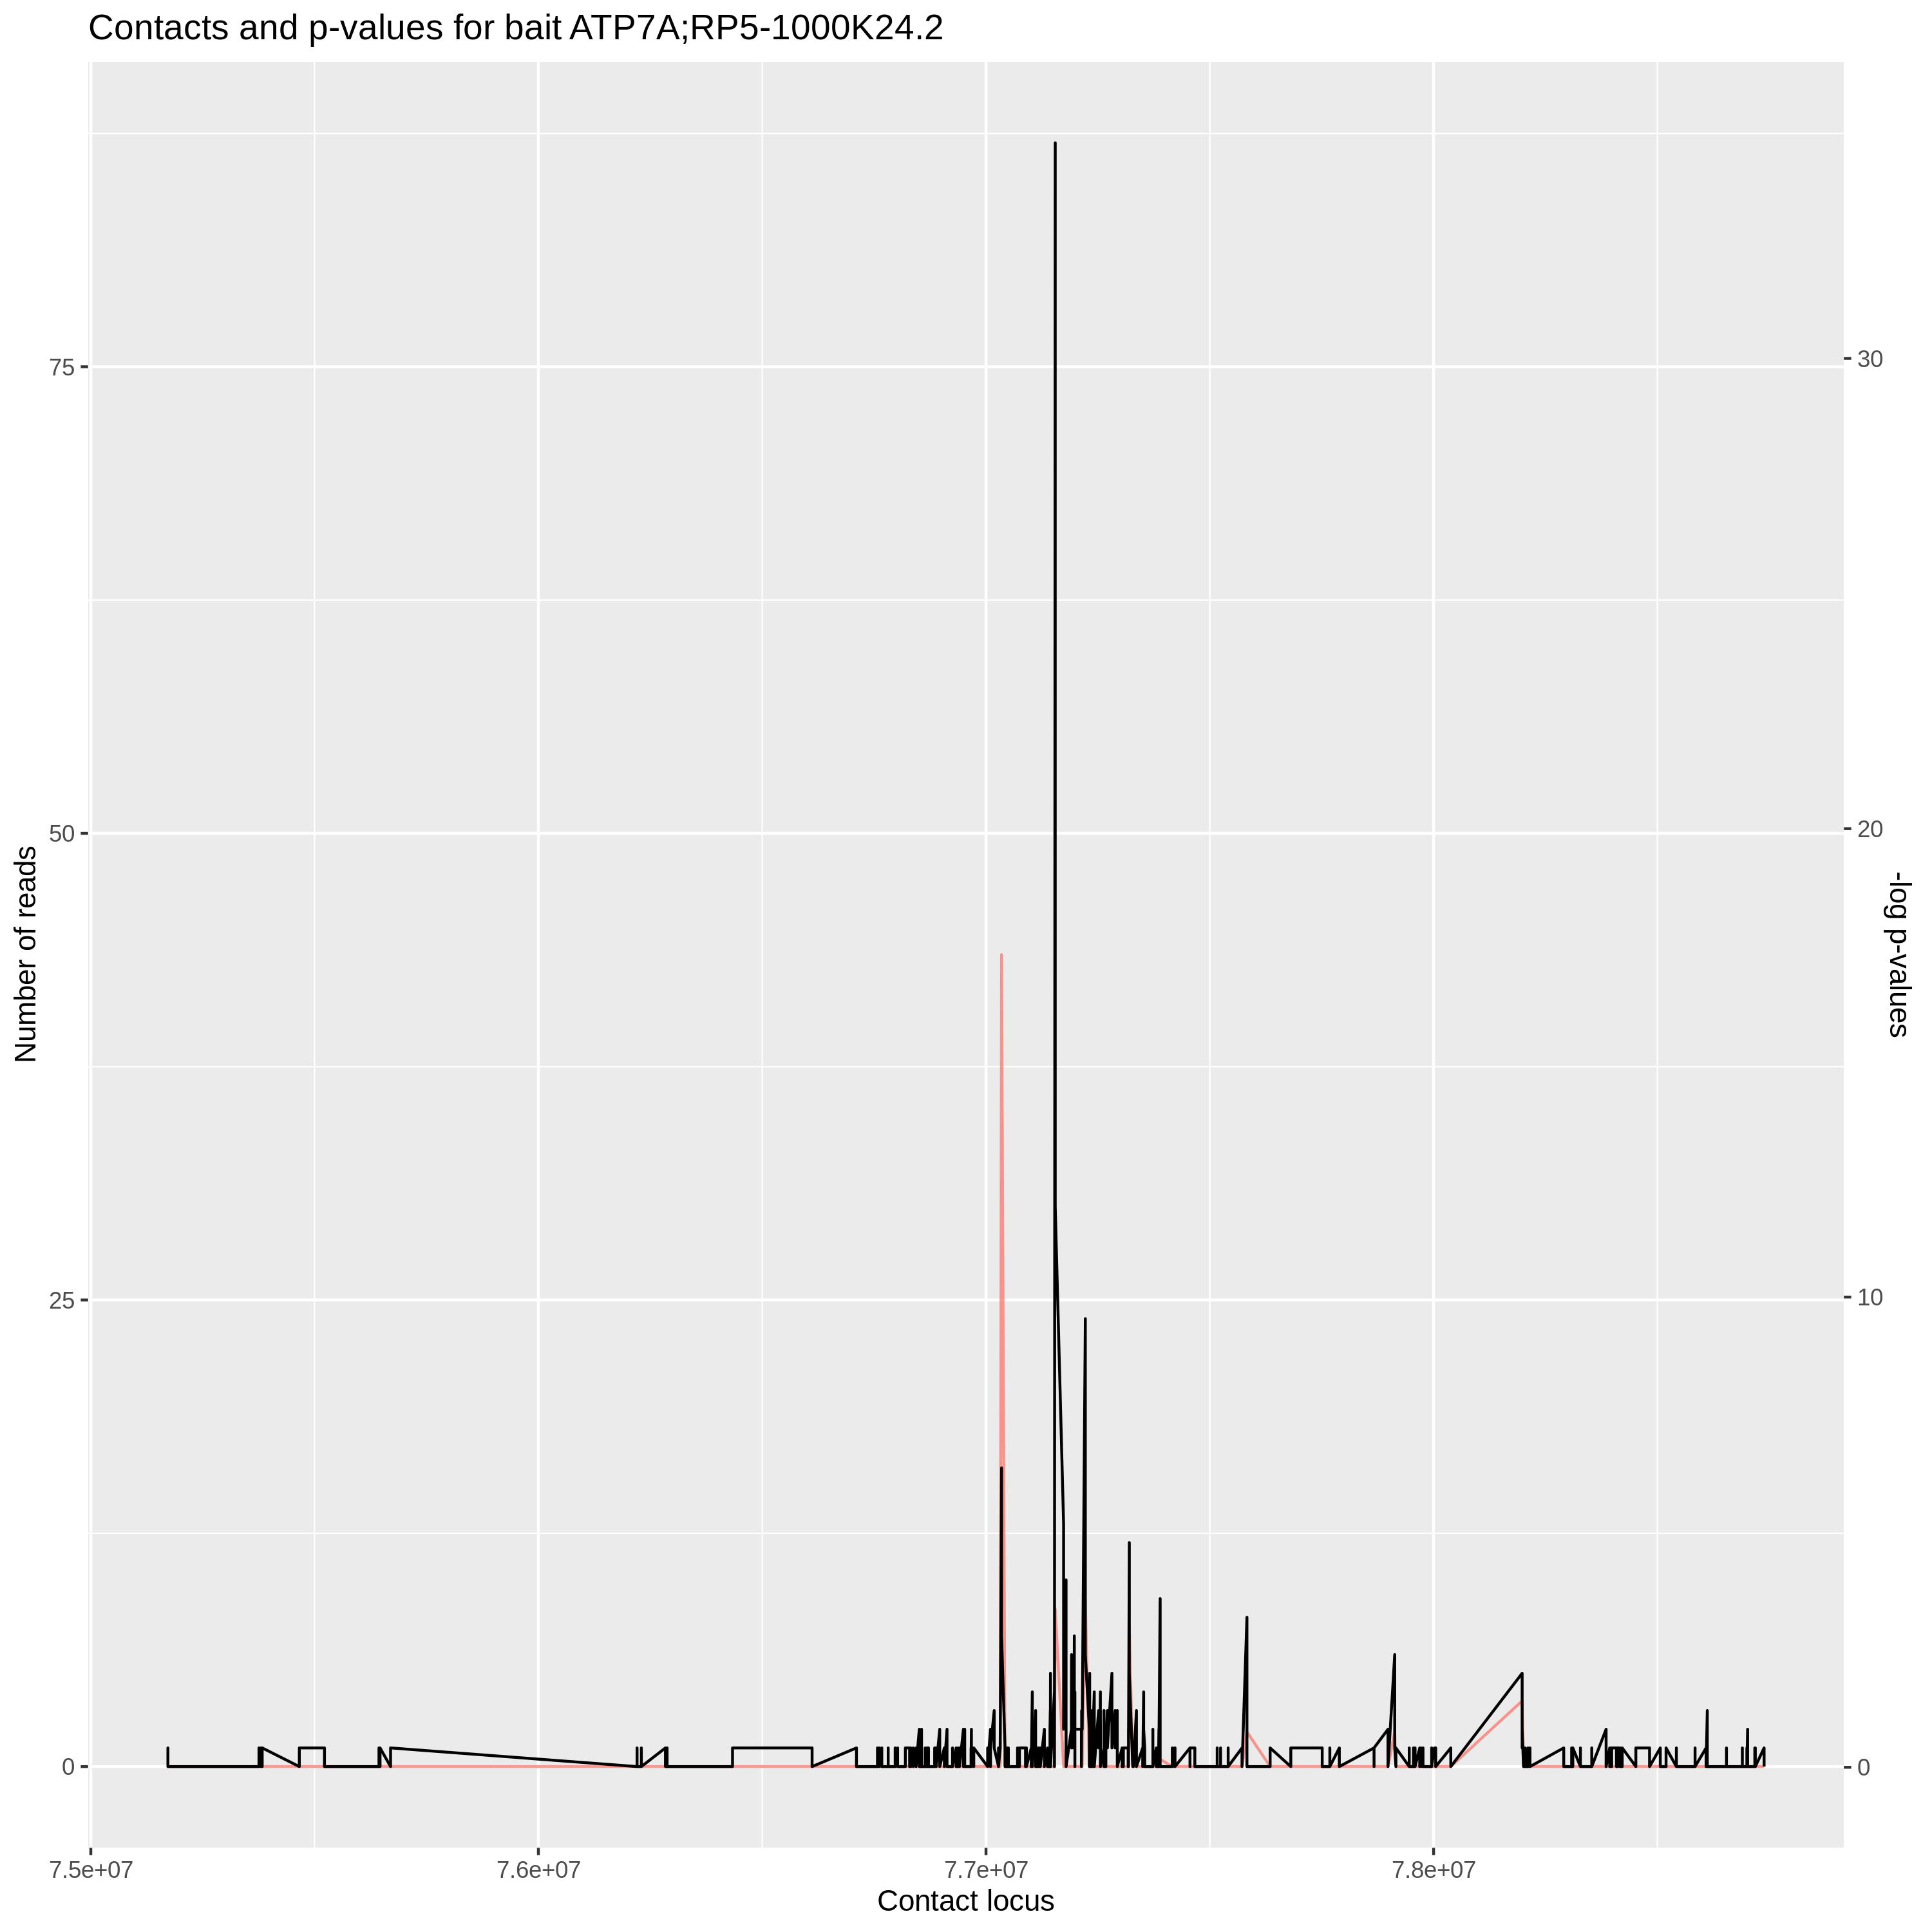 Contacts and p-values for bait ATP7A;RP5-1000K24.2
75
50
25
0
Number of reads
30
20
10
0
-log p-values
7.5e+07
7.6e+07
7.7e+07
7.8e+07
Contact locus